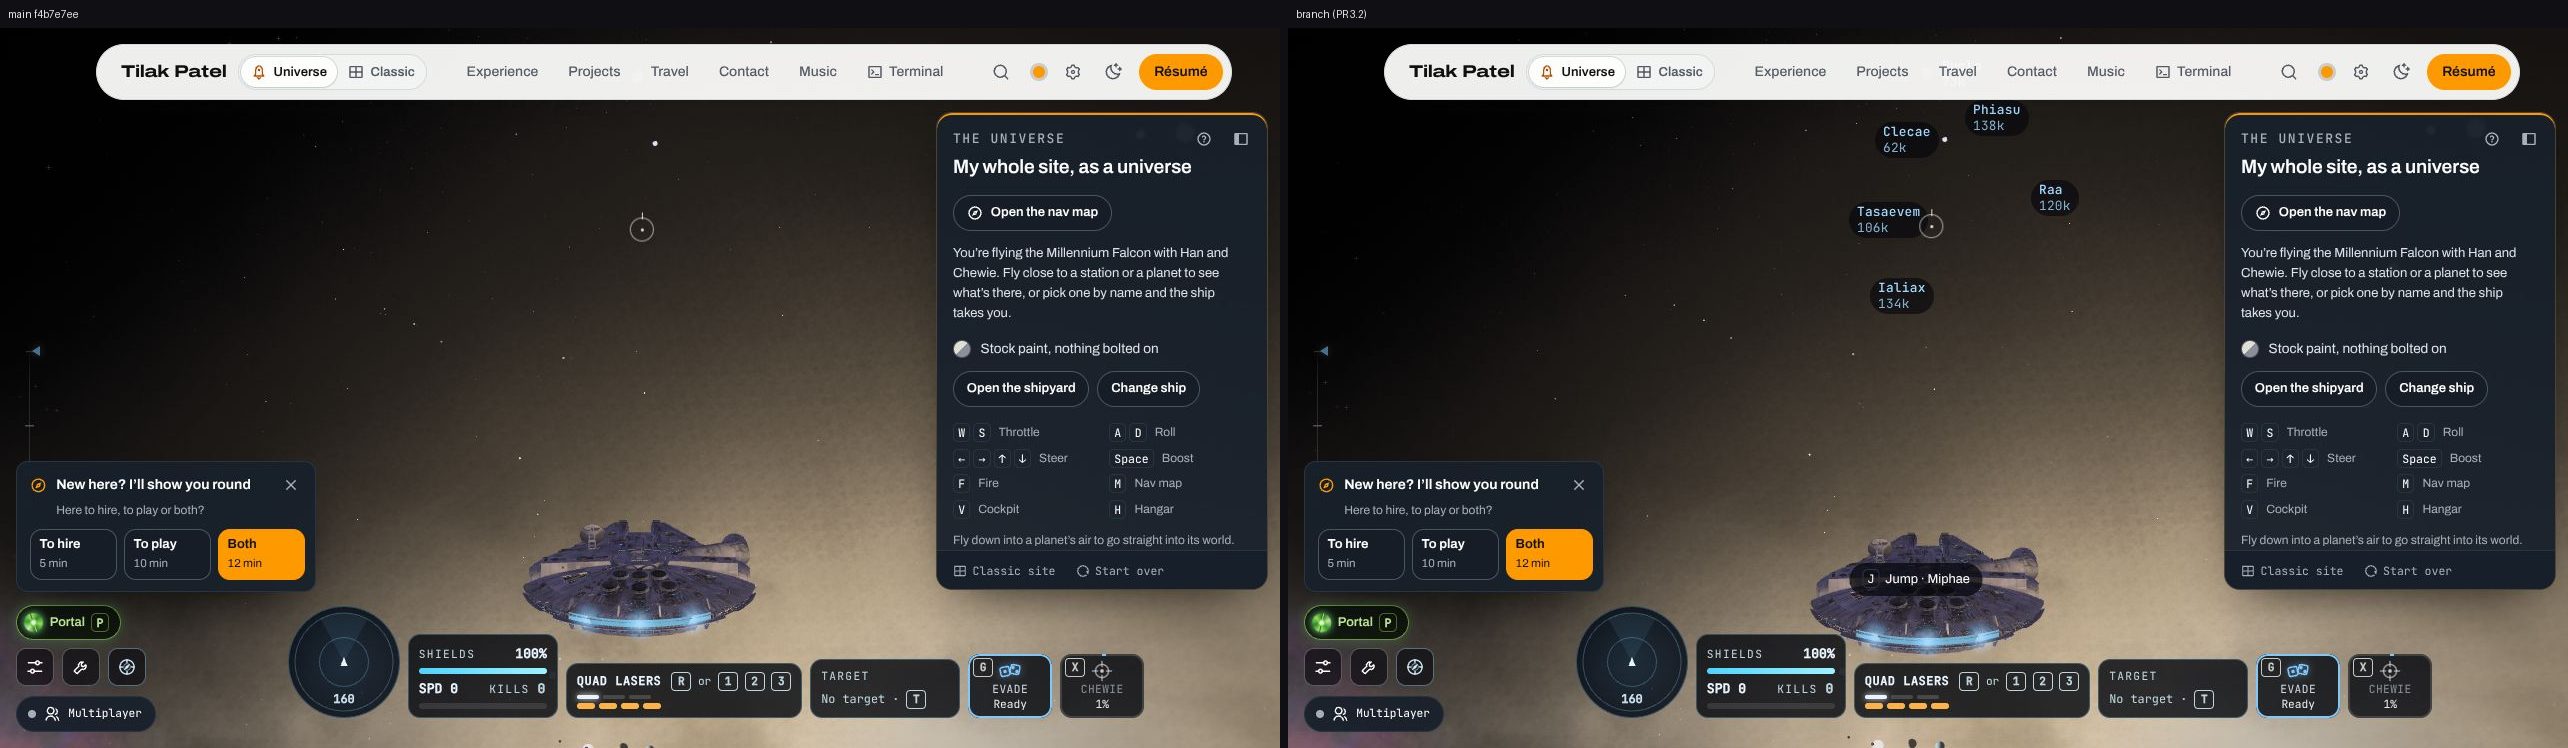 main f4b7e7ee
Tilak Patel Universe Classic Experience Projects Travel Contact Music Terminal Résumé
THE UNIVERSE
My whole site, as a universe
Open the nav map
You're flying the Millennium Falcon with Han and
Chewie. Fly close to a station or a planet to see
what's there, or pick one by name and the ship
takes you.
Stock paint, nothing bolted on
Open the shipyard Change ship
W S Throttle A D Roll
← → ↑ ↓ Steer Space Boost
F Fire M Nav map
V Cockpit H Hangar
Fly down into a planet's air to go straight into its world.
Classic site Start over
New here? I'll show you round
Here to hire, to play or both?
To hire To play Both
5 min 10 min 12 min
Portal P
Multiplayer
160
SHIELDS 100%
SPD 0 KILLS 0
QUAD LASERS R or 1 2 3
TARGET
No target · T
G EVADE
Ready
X CHEWIE
1%
branch (PR3.2)
Tilak Patel Universe Classic Experience Projects Travel Contact Music Terminal Résumé
Phiasu
138k
Clecae
62k
Raa
120k
Tasaevem
106k
Ialiax
134k
THE UNIVERSE
My whole site, as a universe
Open the nav map
You're flying the Millennium Falcon with Han and
Chewie. Fly close to a station or a planet to see
what's there, or pick one by name and the ship
takes you.
Stock paint, nothing bolted on
Open the shipyard Change ship
W S Throttle A D Roll
← → ↑ ↓ Steer Space Boost
F Fire M Nav map
V Cockpit H Hangar
Fly down into a planet's air to go straight into its world.
Classic site Start over
New here? I'll show you round
Here to hire, to play or both?
To hire To play Both
5 min 10 min 12 min
J Jump · Miphae
Portal P
Multiplayer
160
SHIELDS 100%
SPD 0 KILLS 0
QUAD LASERS R or 1 2 3
TARGET
No target · T
G EVADE
Ready
X CHEWIE
1%